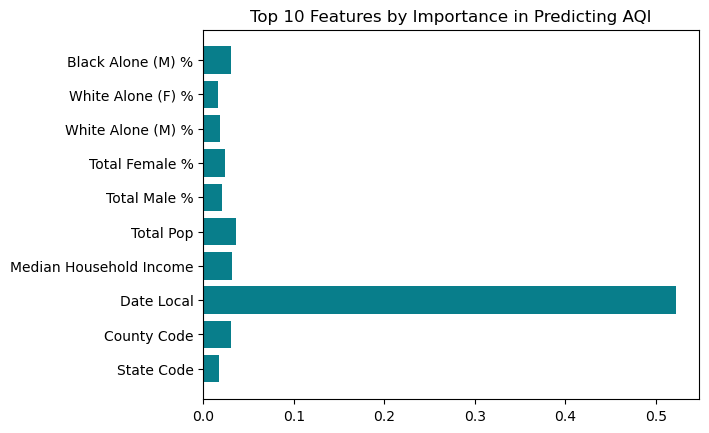 Top 10 Features by Importance in Predicting AQI
Black Alone (M) %
White Alone (F) %
White Alone (M) %
Total Female %
Total Male %
Total Pop
Median Household Income
Date Local
County Code
State Code
0.0 0.1 0.2 0.3 0.4 0.5